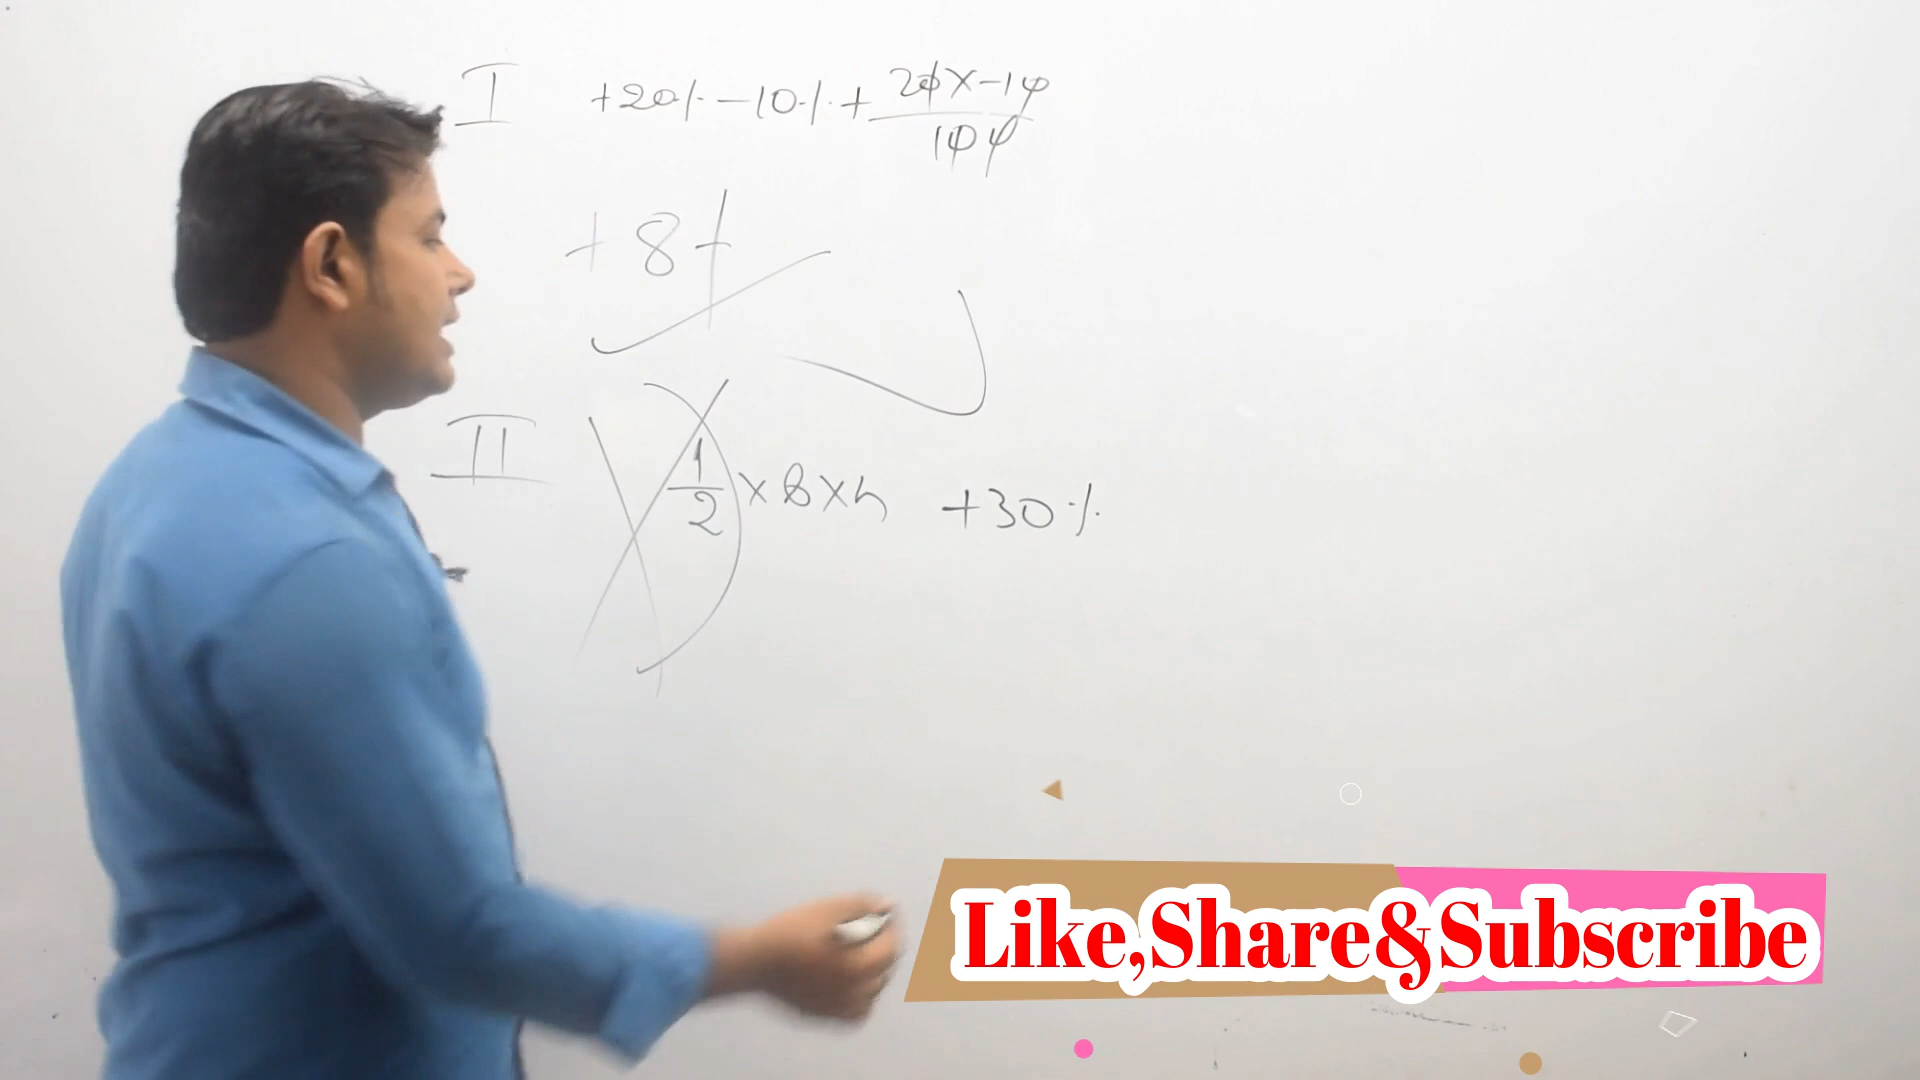 I +20% - 10% + 20 X - 10 / 100
+ 8 %
II 1/2 x B x h +30 %
Like,Share&Subscribe